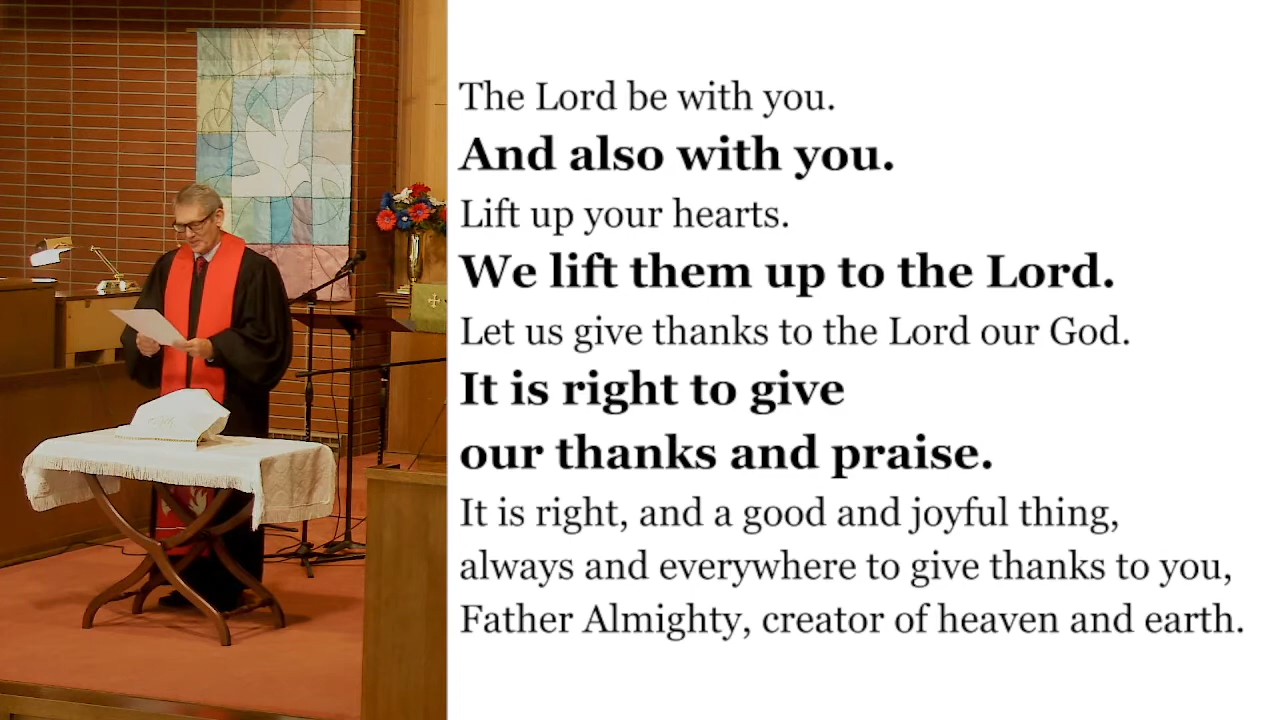 The Lord be with you.
And also with you.
Lift up your hearts.
We lift them up to the Lord.
Let us give thanks to the Lord our God.
It is right to give
our thanks and praise.
It is right, and a good and joyful thing,
always and everywhere to give thanks to you,
Father Almighty, creator of heaven and earth.